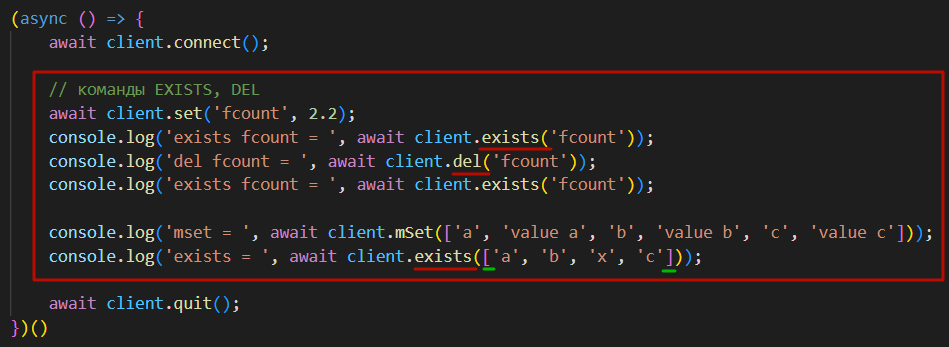 (async () => {
    await client.connect();
    // команды EXISTS, DEL
    await client.set('fcount', 2.2);
    console.log('exists fcount = ', await client.exists('fcount'));
    console.log('del fcount = ', await client.del('fcount'));
    console.log('exists fcount = ', await client.exists('fcount'));
    console.log('mset = ', await client.mSet(['a', 'value a', 'b', 'value b', 'c', 'value c']));
    console.log('exists = ', await client.exists(['a', 'b', 'x', 'c']));
    await client.quit();
})()